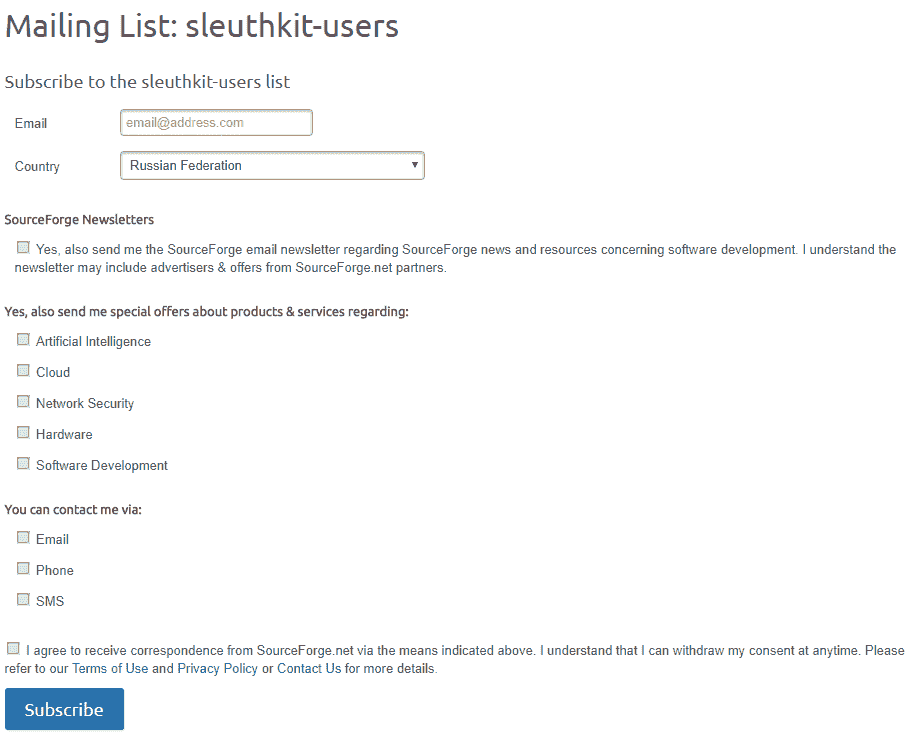 Mailing List: sleuthkit-users
Subscribe to the sleuthkit-users list
Email
email@address.com
Country
Russian Federation
SourceForge Newsletters
Yes, also send me the SourceForge email newsletter regarding SourceForge news and resources concerning software development. I understand the
newsletter may include advertisers & offers from SourceForge.net partners.
Yes, also send me special offers about products & services regarding:
Artificial Intelligence
Cloud
Network Security
Hardware
Software Development
You can contact me via:
Email
Phone
SMS
I agree to receive correspondence from SourceForge.net via the means indicated above. I understand that I can withdraw my consent at anytime. Please
refer to our Terms of Use and Privacy Policy or Contact Us for more details.
Subscribe